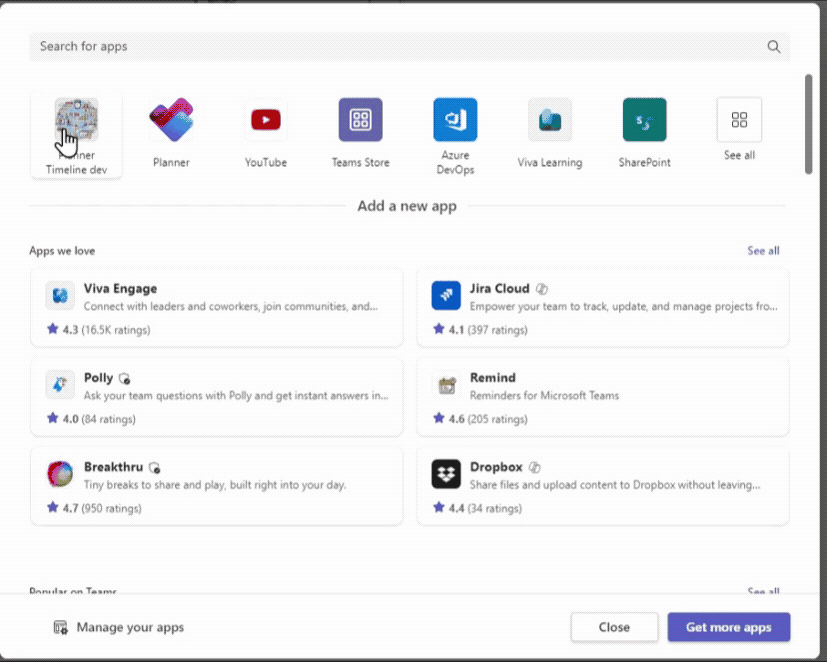 Search for apps
Timeline dev
Planner
YouTube
Teams Store
Azure
DevOps
Viva Learning
SharePoint
See all
Add a new app
Apps we love
See all
Viva Engage
Connect with leaders and coworkers, join communities, and...
4.3 (16.5K ratings)
Jira Cloud
Empower your team to track, update, and manage projects fro...
4.1 (397 ratings)
Polly
Ask your team questions with Polly and get instant answers in...
4.0 (84 ratings)
Remind
Reminders for Microsoft Teams
4.6 (205 ratings)
Breakthru
Tiny breaks to share and play, built right into your day.
4.7 (950 ratings)
Dropbox
Share files and upload content to Dropbox without leaving...
4.4 (34 ratings)
Popular on Teams
See all
Manage your apps
Close
Get more apps